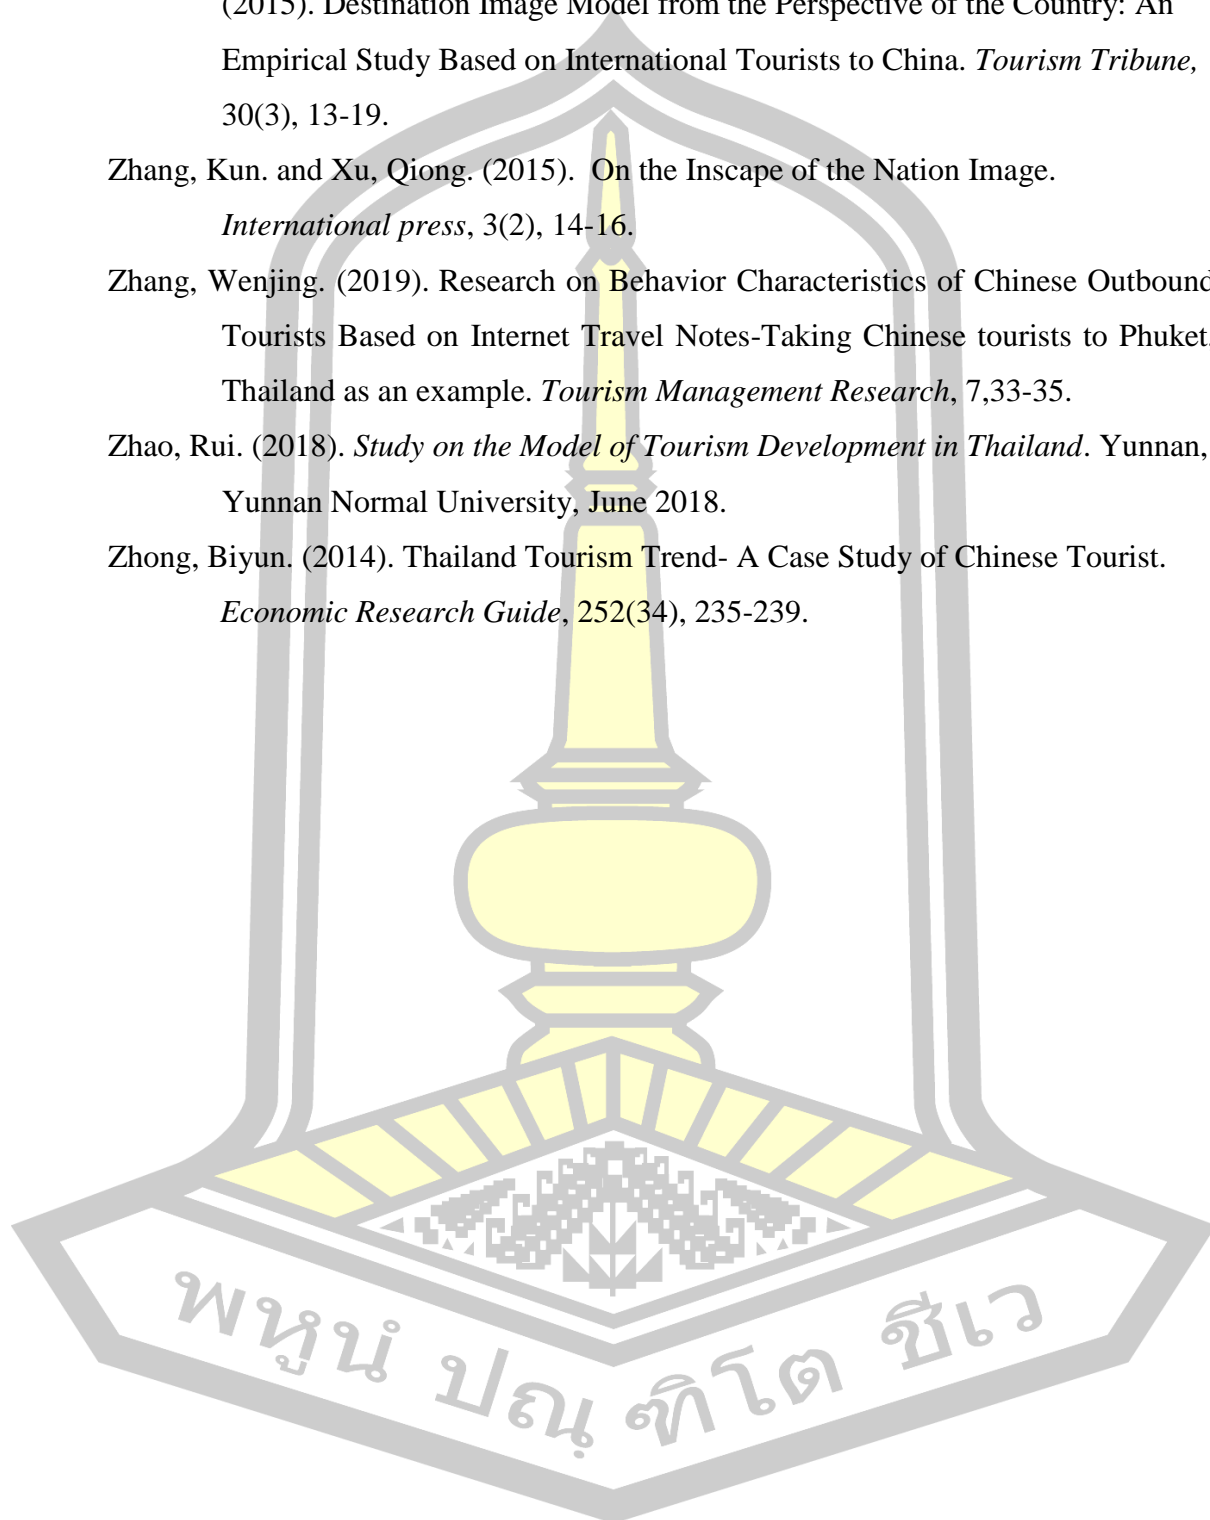 (2015). Destination Image Model from the Perspective of the Country: An
Empirical Study Based on International Tourists to China. Tourism Tribune,
30(3), 13-19.
Zhang, Kun. and Xu, Qiong. (2015). On the Inscape of the Nation Image.
International press, 3(2), 14-16.
Zhang, Wenjing. (2019). Research on Behavior Characteristics of Chinese Outbound
Tourists Based on Internet Travel Notes-Taking Chinese tourists to Phuket,
Thailand as an example. Tourism Management Research, 7,33-35.
Zhao, Rui. (2018). Study on the Model of Tourism Development in Thailand. Yunnan,
Yunnan Normal University, June 2018.
Zhong, Biyun. (2014). Thailand Tourism Trend- A Case Study of Chinese Tourist.
Economic Research Guide, 252(34), 235-239.
พหูนํ ปณฺ ฑิโต ชีเว